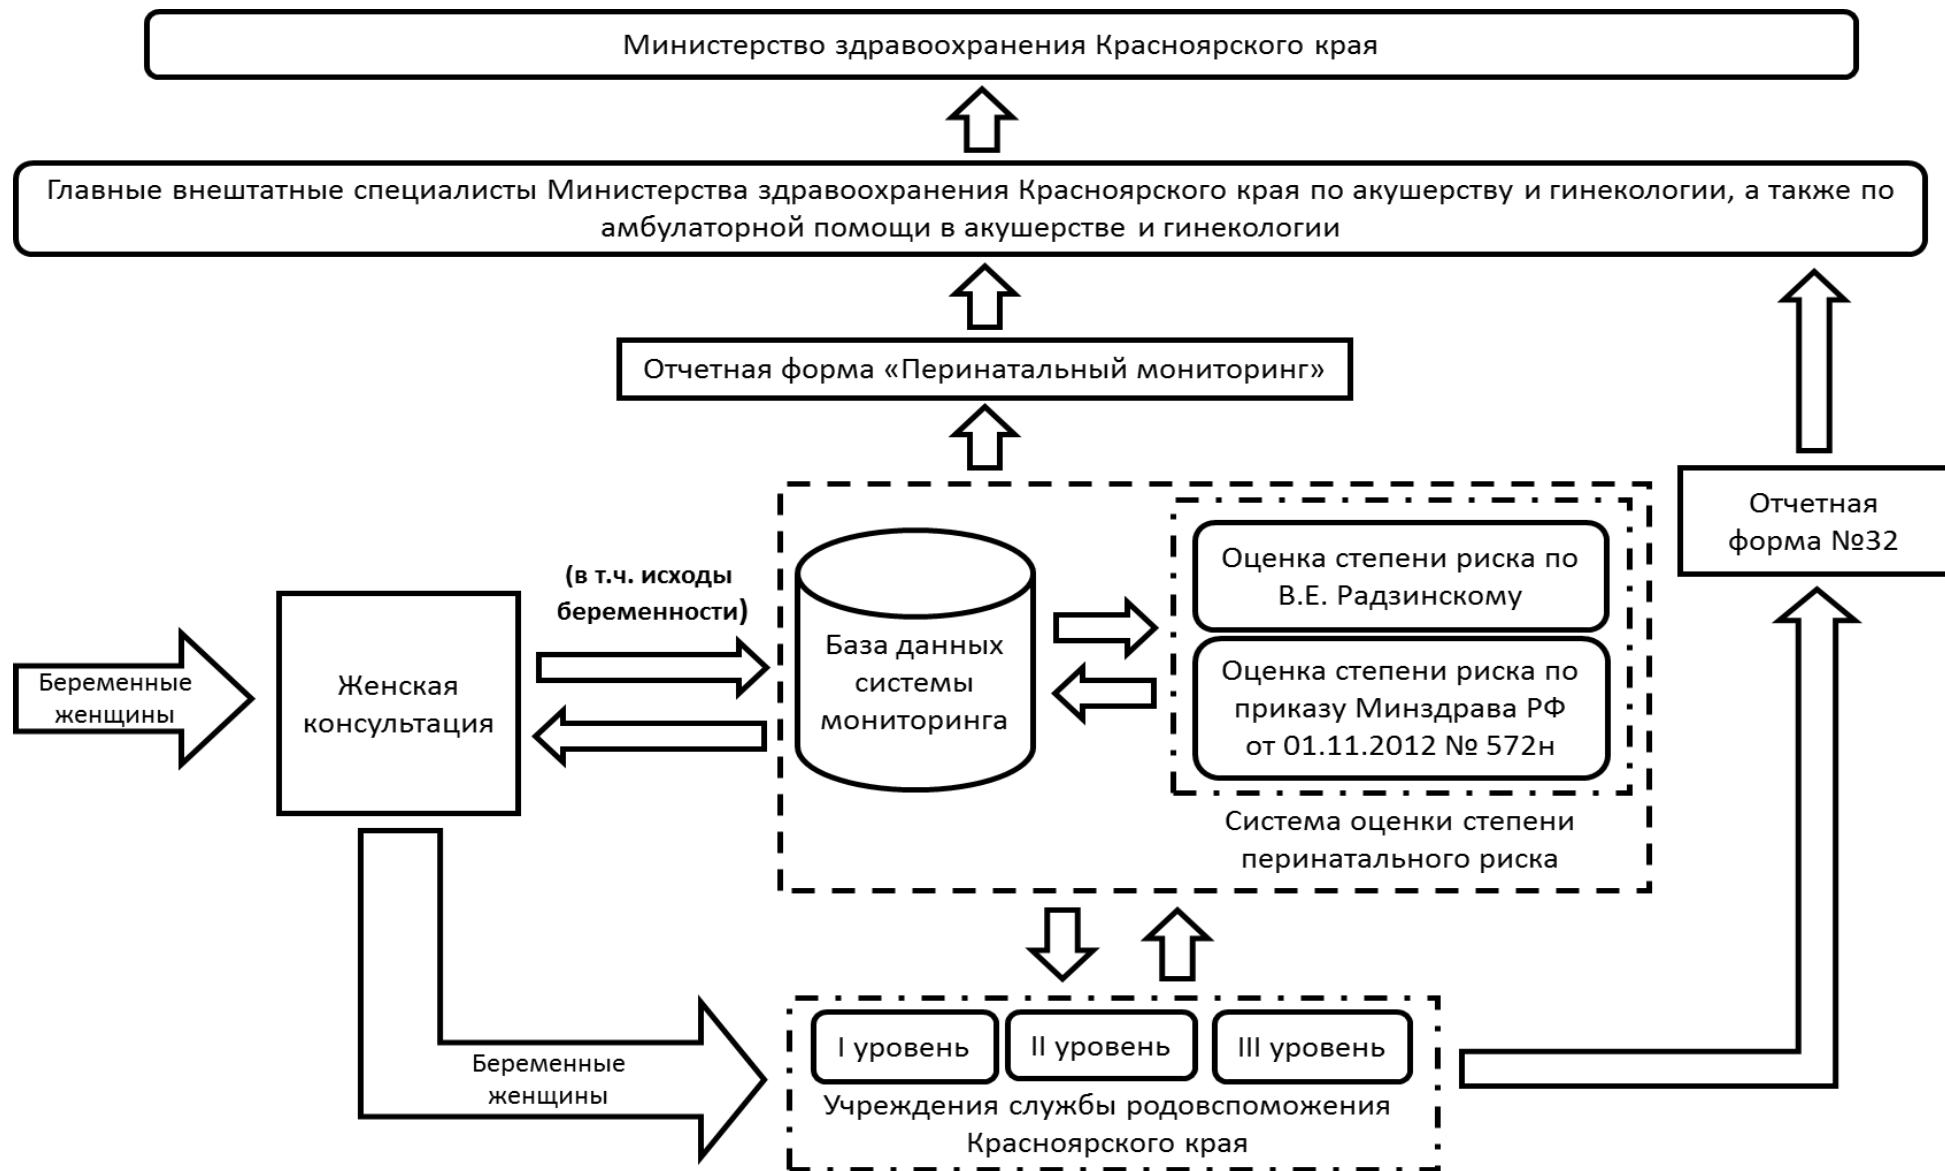 Министерство здравоохранения Красноярского края
Главные внештатные специалисты Министерства здравоохранения Красноярского края по акушерству и гинекологии, а также по
амбулаторной помощи в акушерстве и гинекологии
Отчетная форма «Перинатальный мониторинг»
Отчетная
форма №32
Беременные
женщины
Женская
консультация
(в т.ч. исходы
беременности)
База данных
системы
мониторинга
Оценка степени риска по
В.Е. Радзинскому
Оценка степени риска по
приказу Минздрава РФ
от 01.11.2012 № 572н
Система оценки степени
перинатального риска
Беременные
женщины
I уровень
II уровень
III уровень
Учреждения службы родовспоможения
Красноярского края